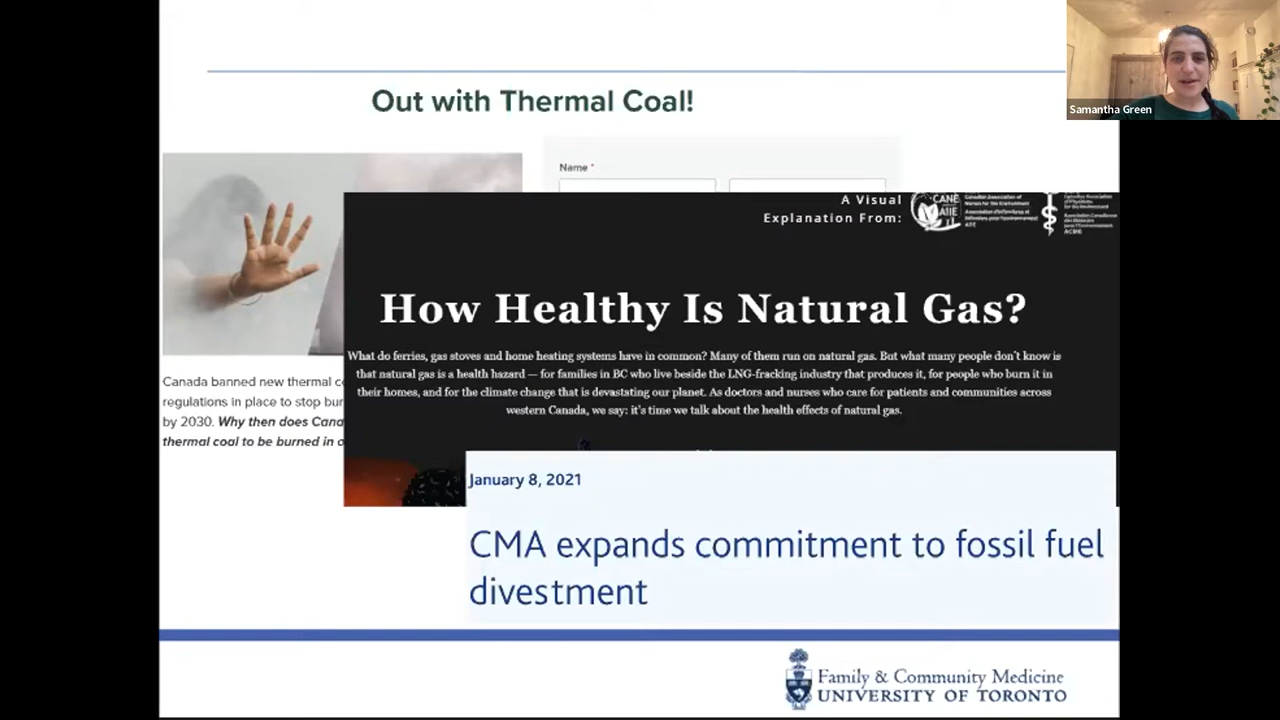 Samantha Green
Out with Thermal Coal!
Name *
A Visual
Explanation From:
CANE
AIIE
How Healthy Is Natural Gas?
What do ferries, gas stoves and home heating systems have in common? Many of them run on natural gas. But what many people don't know is
that natural gas is a health hazard — for families in BC who live beside the LNG-fracking industry that produces it, for people who burn it in
their homes, and for the climate change that is devastating our planet. As doctors and nurses who care for patients and communities across
western Canada, we say: it's time we talk about the health effects of natural gas.
Canada banned new thermal c
regulations in place to stop bur
by 2030. Why then does Cana
thermal coal to be burned in
January 8, 2021
CMA expands commitment to fossil fuel
divestment
Family & Community Medicine
UNIVERSITY OF TORONTO